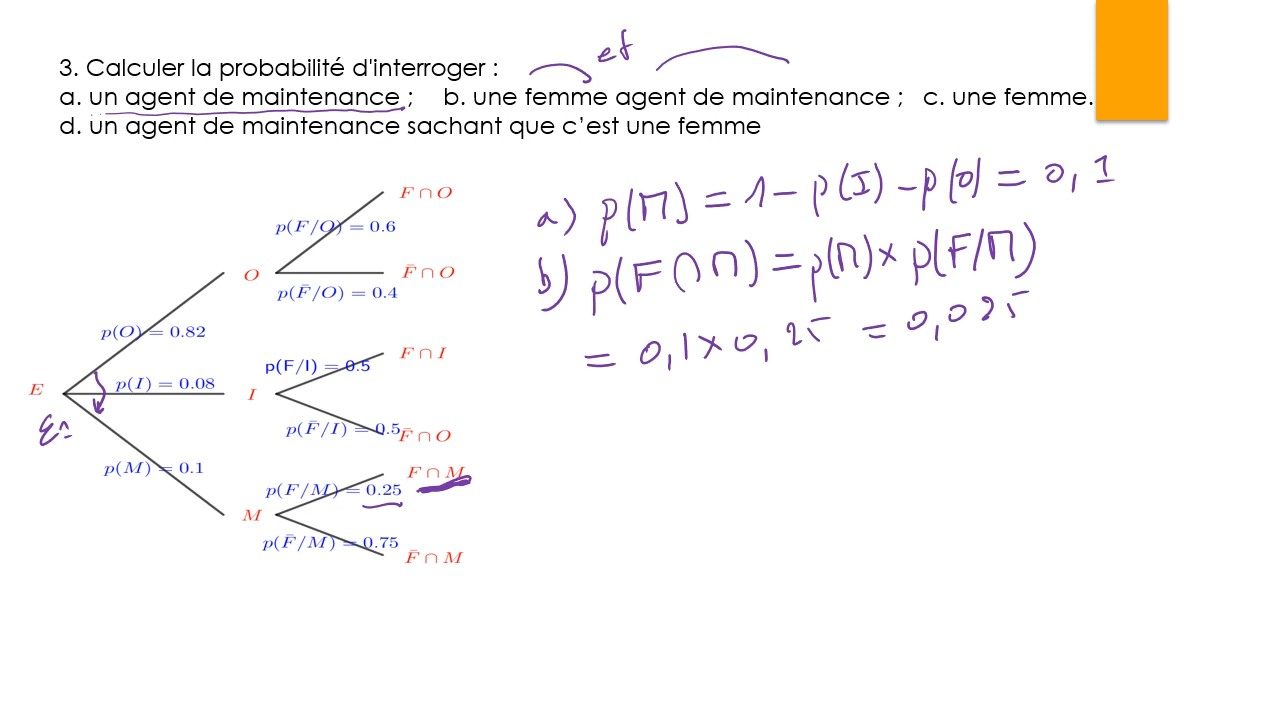 et
3. Calculer la probabilité d'interroger :
a. un agent de maintenance ; b. une femme agent de maintenance ; c. une femme.
d. un agent de maintenance sachant que c’est une femme
a) p(M) = 1 - p(I) - p(O) = 0,1
b) p(F ∩ M) = p(M) × p(F/M)
= 0,1 × 0,25 = 0,025
F ∩ O
p(F/O) = 0.6
O
F̄ ∩ O
p(F̄/O) = 0.4
p(O) = 0.82
F ∩ I
p(F/I) = 0.5
E
p(I) = 0.08
I
p(F̄/I) = 0.5
F̄ ∩ O
p(M) = 0.1
F ∩ M
p(F/M) = 0.25
M
p(F̄/M) = 0.75
F̄ ∩ M